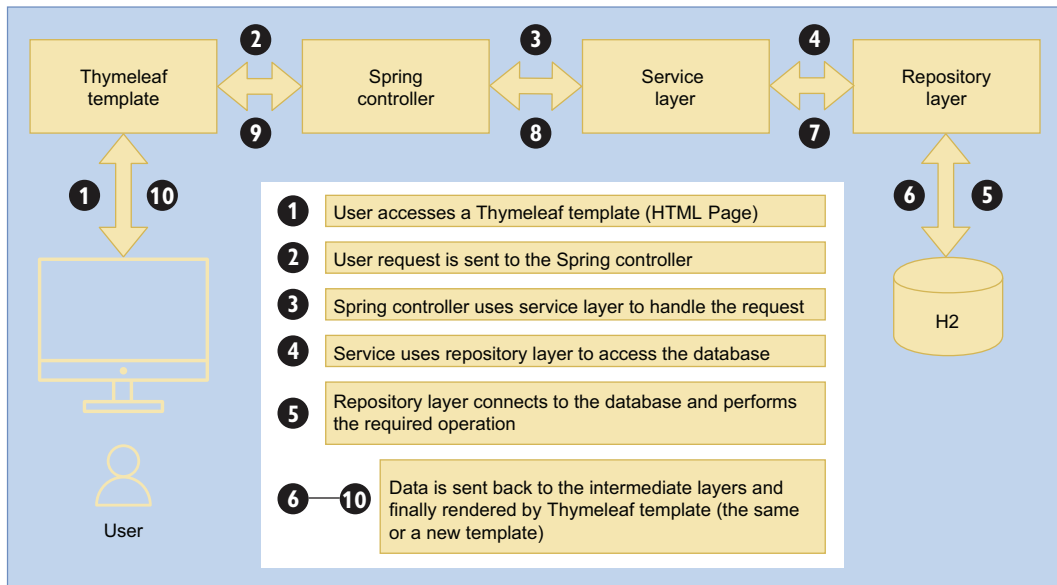 2
3
4
Thymeleaf
template
Spring
controller
Service
layer
Repository
layer
9
8
7
1
10
6
5
1
User accesses a Thymeleaf template (HTML Page)
2
User request is sent to the Spring controller
3
Spring controller uses service layer to handle the request
4
Service uses repository layer to access the database
5
Repository layer connects to the database and performs
the required operation
6
10
Data is sent back to the intermediate layers and
finally rendered by Thymeleaf template (the same
or a new template)
H2
User